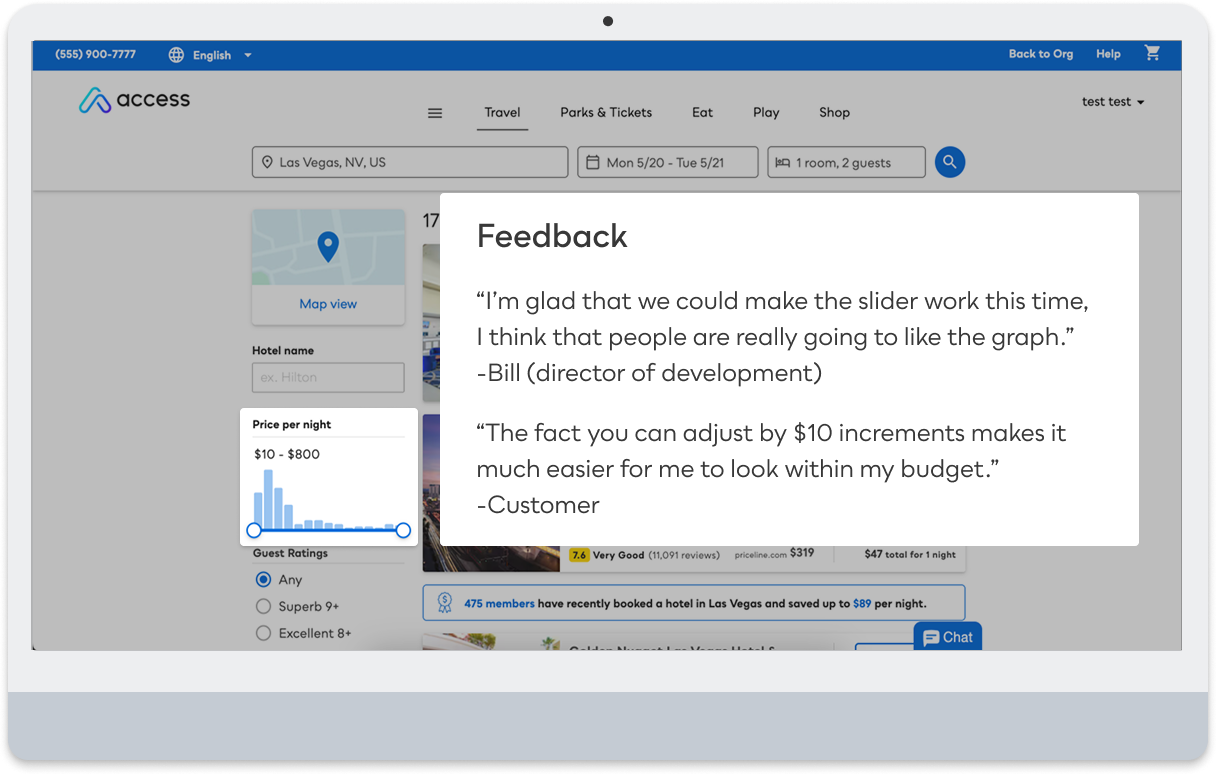 (555) 900-7777
English
Back to Org
Help
access
Travel
Parks & Tickets
Eat
Play
Shop
test test
Las Vegas, NV, US
Mon 5/20 - Tue 5/21
1 room, 2 guests
Map view
Hotel name
ex. Hilton
Price per night
$10 - $800
Guest Ratings
Any
Superb 9+
Excellent 8+
17
Feedback
“I’m glad that we could make the slider work this time,
I think that people are really going to like the graph.”
-Bill (director of development)
“The fact you can adjust by $10 increments makes it
much easier for me to look within my budget.”
-Customer
7.6 Very Good (11,091 reviews) priceline.com $319 $47 total for 1 night
475 members have recently booked a hotel in Las Vegas and saved up to $89 per night.
Golden Nugget Las Vegas Hotel &
Chat